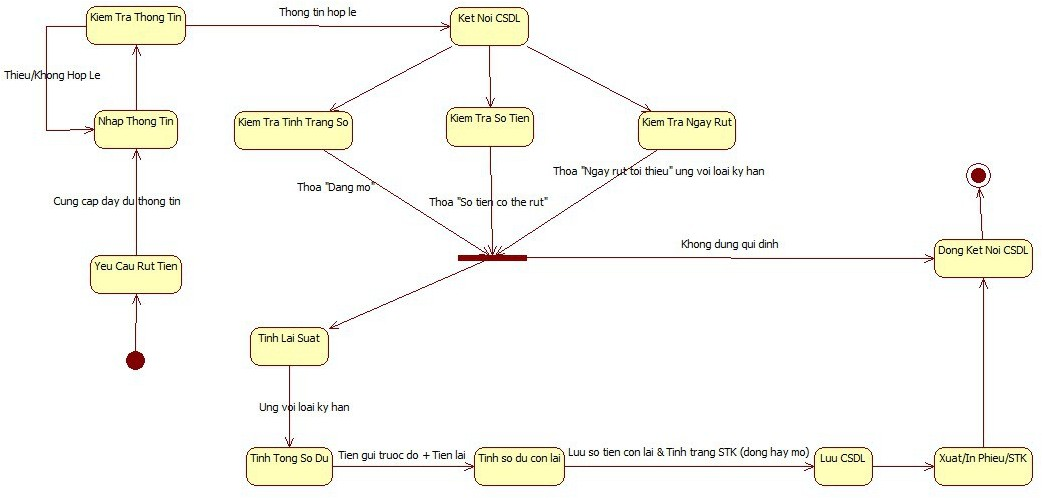 Kiem Tra Thong Tin
Thong tin hop le
Ket Noi CSDL
Thieu/Khong Hop Le
Nhap Thong Tin
Kiem Tra Tinh Trang So
Kiem Tra So Tien
Kiem Tra Ngay Rut
Thoa "Dang mo"
Thoa "So tien co the rut"
Thoa "Ngay rut toi thieu" ung voi loai ky han
Cung cap day du thong tin
Khong dung qui dinh
Dong Ket Noi CSDL
Yeu Cau Rut Tien
Tinh Lai Suat
Ung voi loai ky han
Tinh Tong So Du
Tien gui truoc do + Tien lai
Tinh so du con lai
Luu so tien con lai & Tinh trang STK (dong hay mo)
Luu CSDL
Xuat/In Phieu/STK